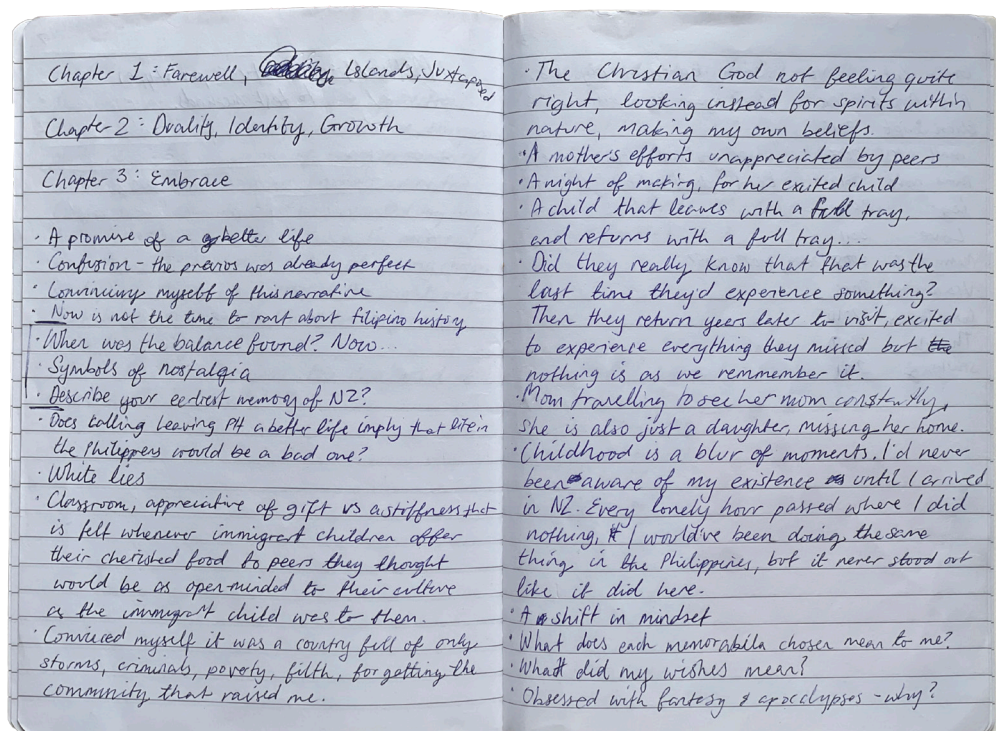 Chapter 1: Farewell, Islands, Juxtaposed
Chapter 2: Duality, Identity, Growth
Chapter 3: Embrace
· A promise of a better life
· Confusion - the previos was already perfect
· Convincing myself of this narrative
· Now is not the time to rant about filipino history
· When was the balance found? Now...
· Symbols of nostalgia
· Describe your earliest memory of NZ?
· Does calling leaving PH a better life imply that life in
the Philippens would be a bad one?
· White lies
· Classroom, appreciative of gift vs a stiffness that
is felt whenever immigrant children offer
their cherished food to peers they thought
would be as open-minded to their culture
as the immigrant child was to them.
· Convinced myself it was a country full of only
storms, criminals, poverty, filth, forgetting the
community that raised me.
· The Christian God not feeling quite
right, looking instead for spirits within
nature, making my own beliefs.
· A mother's efforts unappreciated by peers
· A night of making, for her excited child
· A child that leaves with a full tray,
and returns with a full tray...
· Did they really know that that was the
last time they'd experience something?
Then they return years later to visit, excited
to experience everything they missed but the
nothing is as we remmember it.
· Mom travelling to see her mom constantly,
she is also just a daughter, missing her home.
· Childhood is a blur of moments. I'd never
been aware of my existence until I arrived
in NZ. Every lonely hour passed where I did
nothing, I would've been doing the same
thing in the Philippines, but it never stood out
like it did here.
· A shift in mindset
· What does each memorabila chosen mean to me?
· What did my wishes mean?
· Obsessed with fantasy & apocalypses - why?